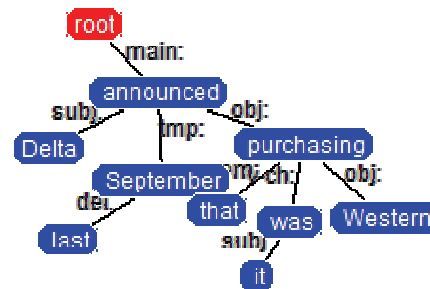 root
main:
announced
subj obj:
tmp:
Delta purchasing
September ch: obj:
last that was Western
subj
it